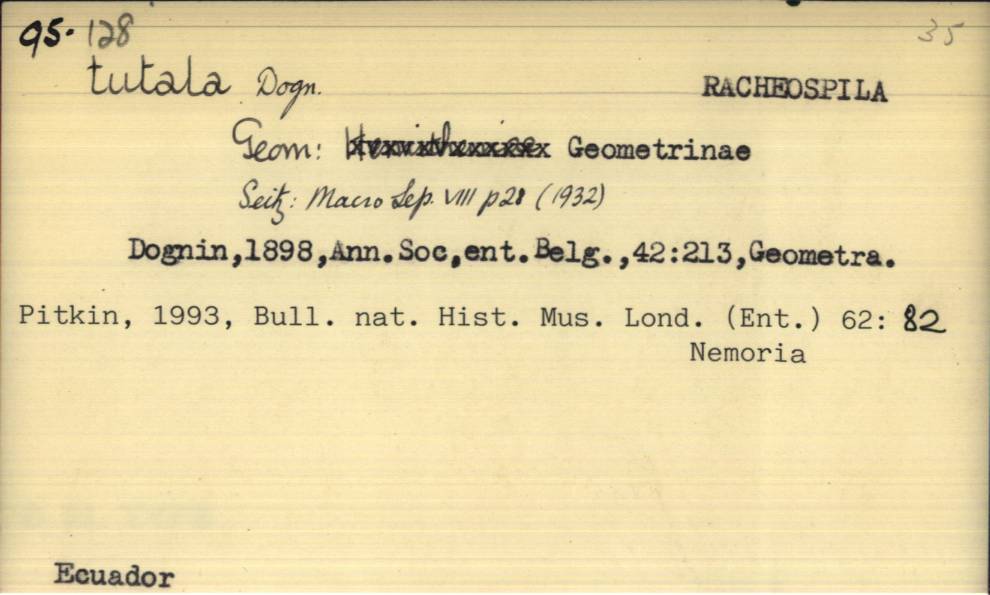 95. 128 35
tutala Dogn. RACHEOSPILA
Geom: Geometrinae
Seitz: Macro Lep. VIII p28 (1932)
Dognin,1898,Ann.Soc,ent.Belg.,42:213,Geometra.
Pitkin, 1993, Bull. nat. Hist. Mus. Lond. (Ent.) 62: 82
Nemoria
Ecuador